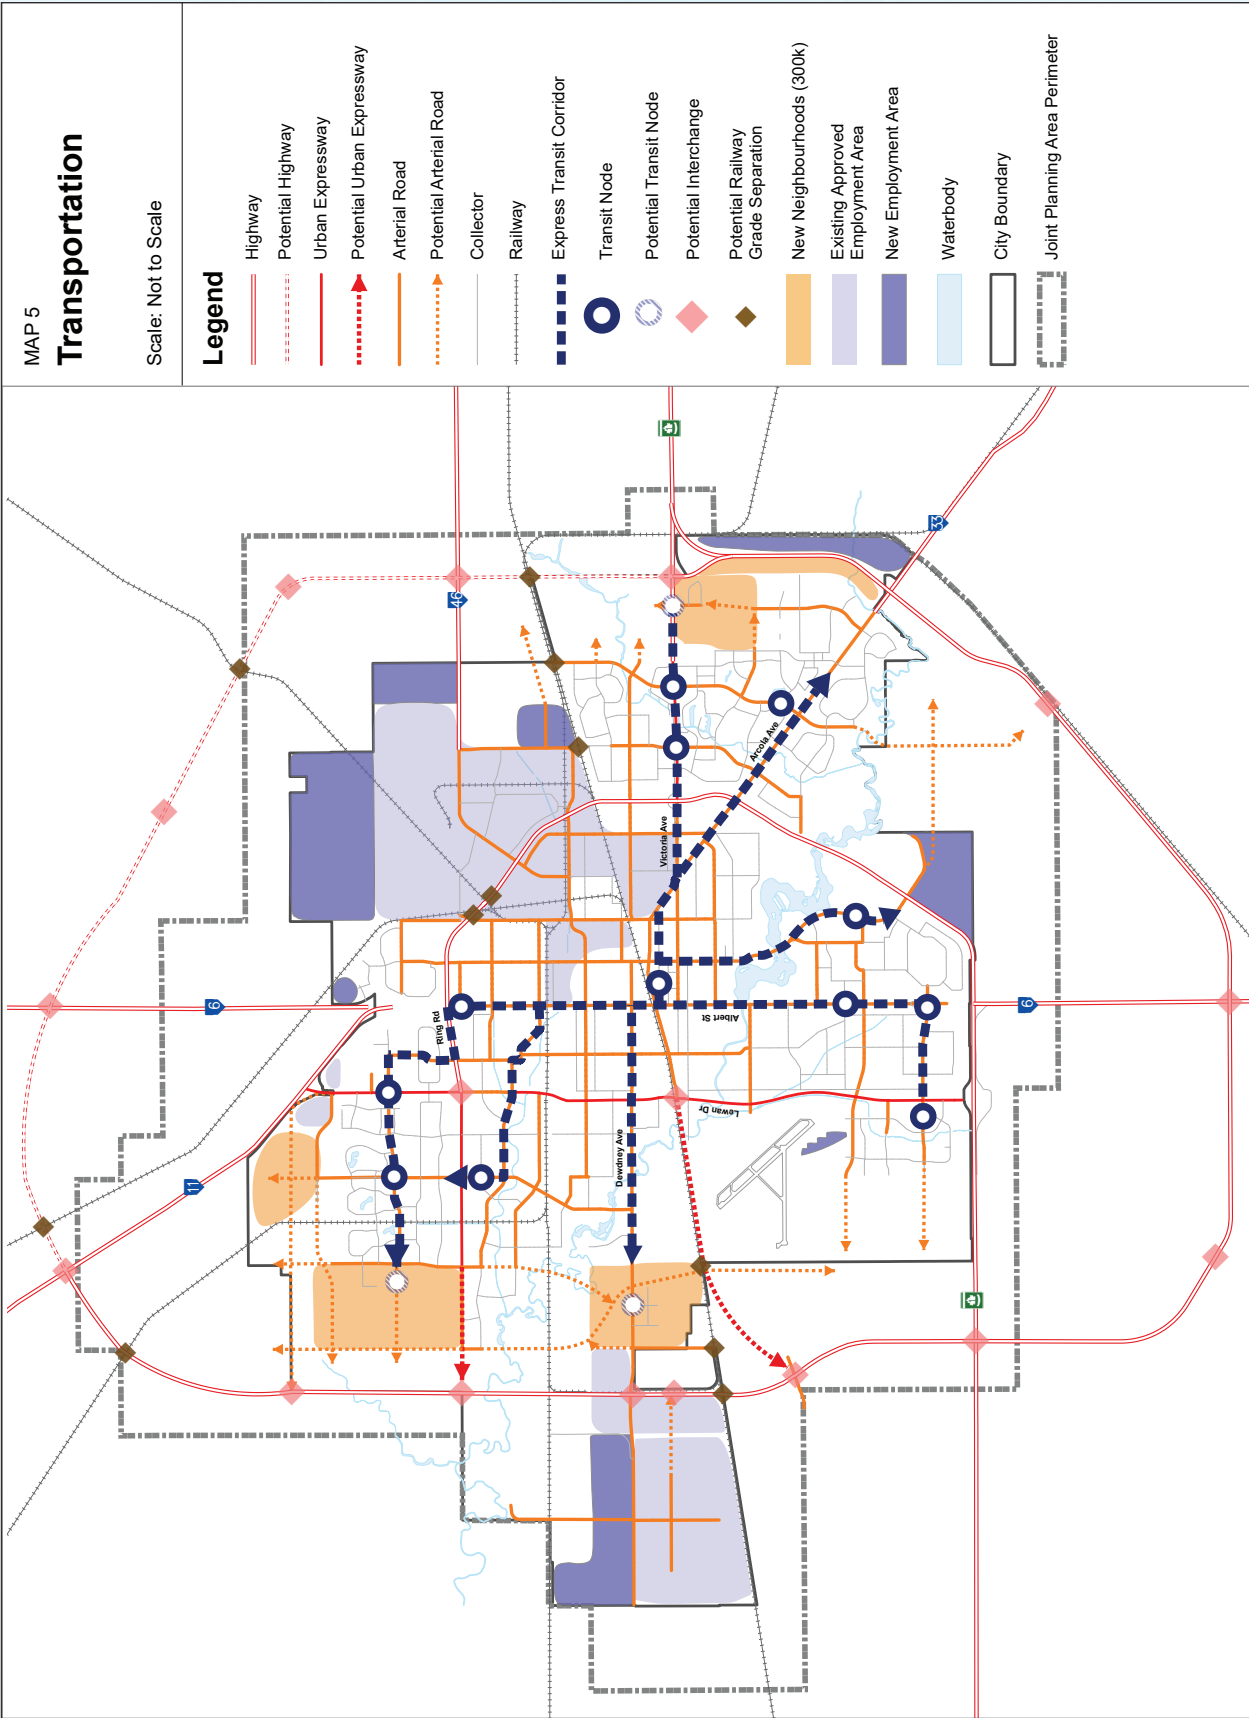 MAP 5
Transportation
Scale: Not to Scale
Legend
Highway
Potential Highway
Urban Expressway
Potential Urban Expressway
Arterial Road
Potential Arterial Road
Collector
Railway
Express Transit Corridor
Transit Node
Potential Transit Node
Potential Interchange
Potential Railway
Grade Separation
New Neighbourhoods (300k)
Existing Approved
Employment Area
New Employment Area
Waterbody
City Boundary
Joint Planning Area Perimeter
46
33
6
11
6
1
1
Ring Rd
Victoria Ave
Arcola Ave
Albert St
Dewdney Ave
Lewvan Dr